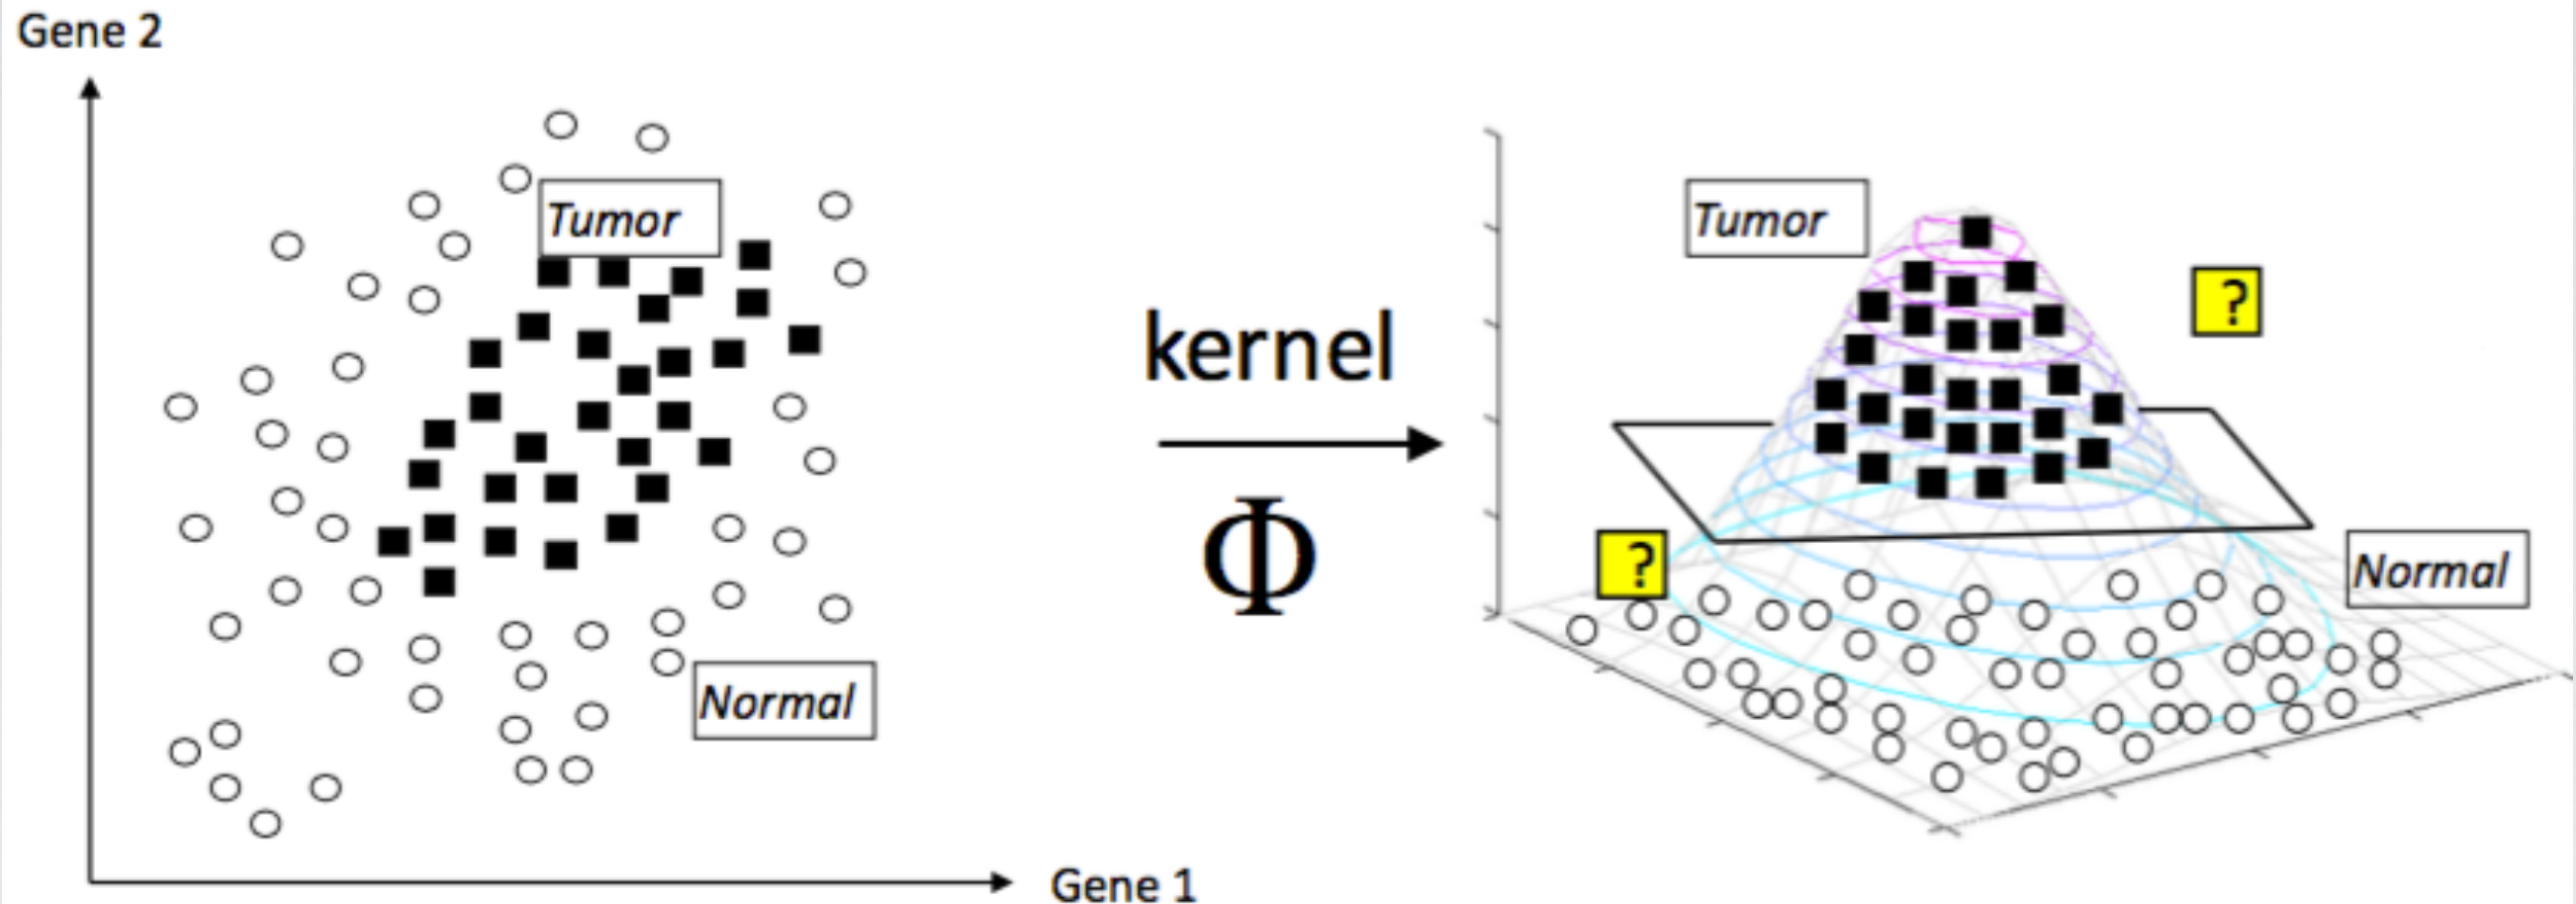 Gene 2
Tumor
Normal
Gene 1
kernel
Φ
Tumor
?
?
Normal